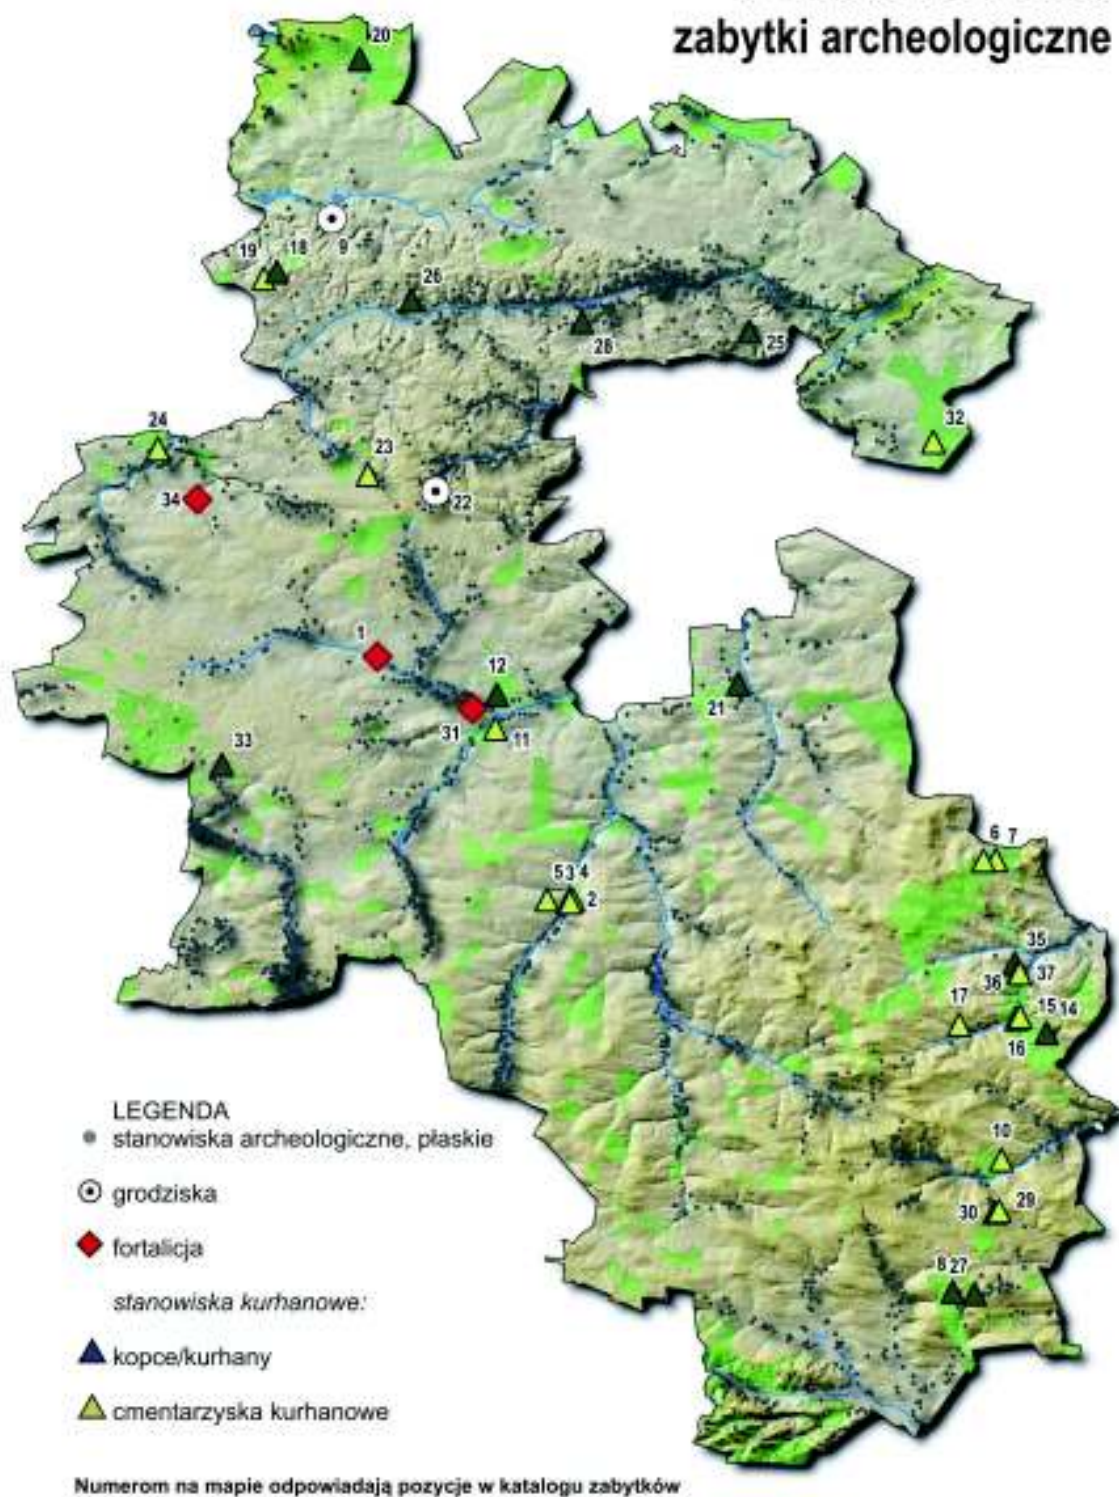 zabytki archeologiczne
20
19 18
9
26
28
25
24
23
32
34
22
1
12
21
31
11
33
6 7
5 3 4
2
35
36 37
17
15 14
16
10
30 29
8 27
LEGENDA
stanowiska archeologiczne, płaskie
grodziska
fortalicja
stanowiska kurhanowe:
kopce/kurhany
cmentarzyska kurhanowe
Numerom na mapie odpowiadają pozycje w katalogu zabytków